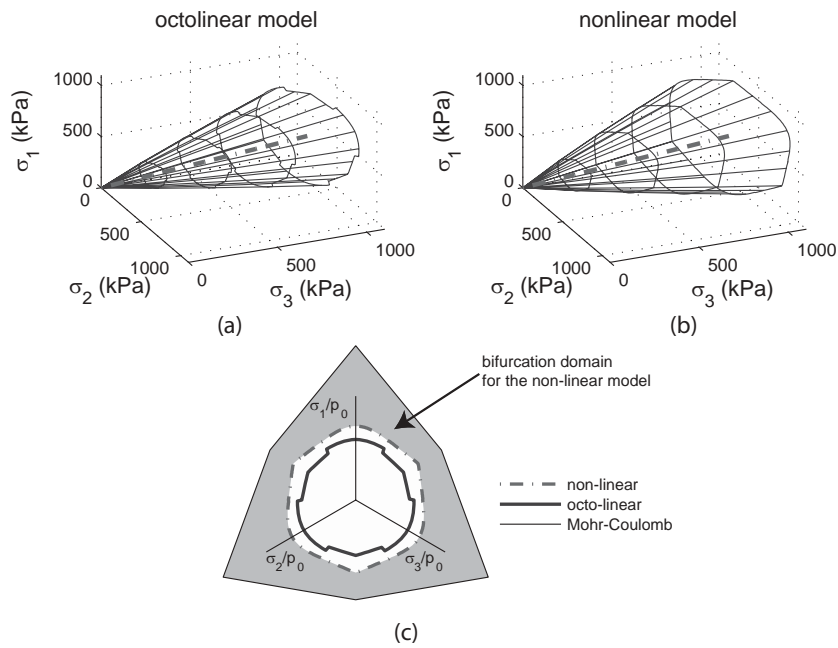 octolinear model
nonlinear model
1000
500
0
σ1 (kPa)
0
500
1000
σ2 (kPa)
0
500
1000
σ3 (kPa)
(a)
1000
500
0
σ1 (kPa)
0
500
1000
σ2 (kPa)
0
500
1000
σ3 (kPa)
(b)
bifurcation domain
for the non-linear model
σ1/p0
σ2/p0
σ3/p0
non-linear
octo-linear
Mohr-Coulomb
(c)